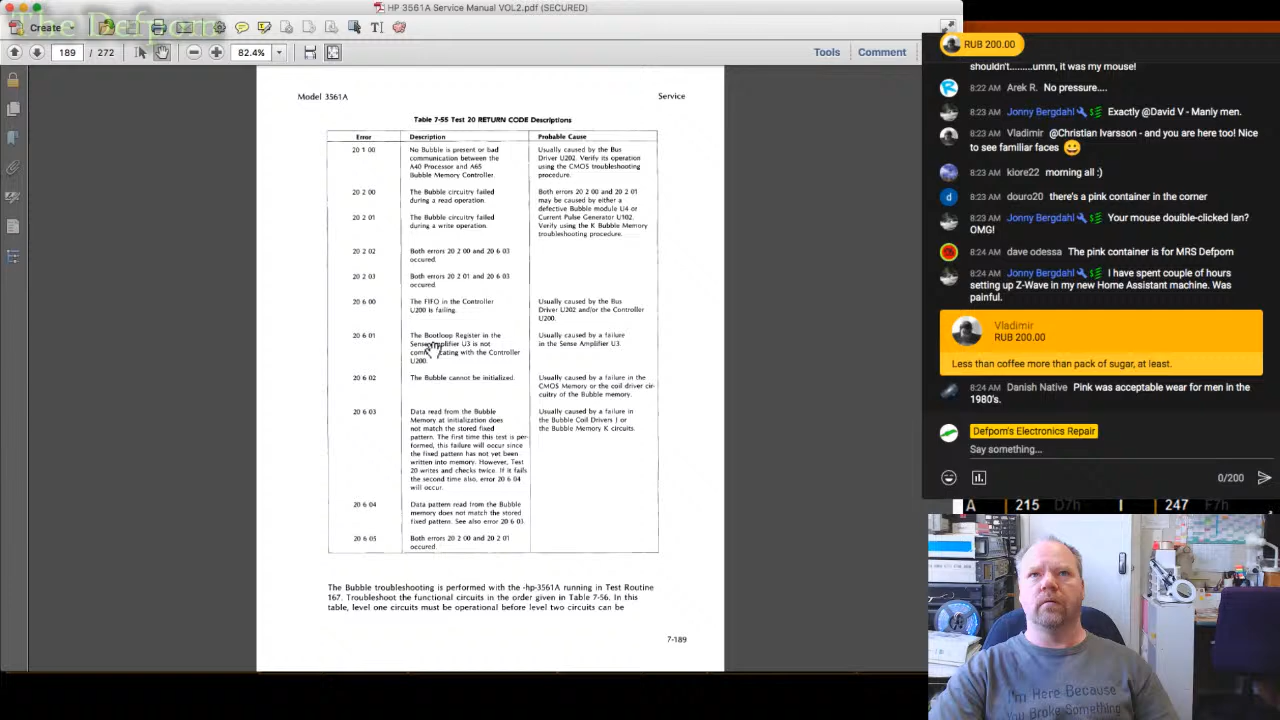 HP 3561A Service Manual VOL2.pdf (SECURED)
The Defpom
Create
189 / 272
82.4%
Tools
Comment
Model 3561A
Service
Table 7-55 Test 20 RETURN CODE Descriptions
Error
Description
Probable Cause
20 1 00
No Bubble is present or bad
communication between the
A40 Processor and A65
Bubble Memory Controller.
Usually caused by the Bus
Driver U202. Verify its operation
using the CMOS troubleshooting
procedure.
20 2 00
The Bubble circuitry failed
during a read operation.
Both errors 20 2 00 and 20 2 01
may be caused by either a
defective Bubble module U4 or
Current Pulse Generator U102.
Verify using the K Bubble Memory
troubleshooting procedure.
20 2 01
The Bubble circuitry failed
during a write operation.
20 2 02
Both errors 20 2 00 and 20 6 03
occured.
20 2 03
Both errors 20 2 01 and 20 6 03
occured.
20 6 00
The FIFO in the Controller
U200 is failing.
Usually caused by the Bus
Driver U202 and/or the Controller
U200.
20 6 01
The Bootloop Register in the
Sense Amplifier U3 is not
communicating with the Controller
U200.
Usually caused by a failure
in the Sense Amplifier U3.
20 6 02
The Bubble cannot be initialized.
Usually caused by a failure in the
CMOS Memory or the coil driver cir-
cuitry of the Bubble memory.
20 6 03
Data read from the Bubble
Memory at initialization does
not match the stored fixed
pattern. The first time this test is per-
formed, this failure will occur since
the fixed pattern has not yet been
written into memory. However, Test
20 writes and checks twice. If it fails
the second time also, error 20 6 04
will occur.
Usually caused by a failure in
the Bubble Coil Drivers J or
the Bubble Memory K circuits.
20 6 04
Data pattern read from the Bubble
memory does not match the stored
fixed pattern. See also error 20 6 03.
20 6 05
Both errors 20 2 00 and 20 2 01
occured.
The Bubble troubleshooting is performed with the -hp-3561A running in Test Routine
167. Troubleshoot the functional circuits in the order given in Table 7-56. In this
table, level one circuits must be operational before level two circuits can be
7-189
RUB 200.00
shouldn't.........umm, it was my mouse!
8:22 AM Arek R. No pressure....
Jonny Bergdahl Exactly @David V - Manly men.
8:23 AM Vladimir @Christian Ivarsson - and you are here too! Nice
to see familiar faces
8:23 AM kiore22 morning all :)
8:23 AM douro20 there's a pink container in the corner
8:23 AM Jonny Bergdahl Your mouse douible-clicked Ian?
OMG!
8:24 AM dave odessa The pink container is for MRS Defpom
8:24 AM Jonny Bergdahl I have spent couple of hours
setting up Z-Wave in my new Home Assistant machine. Was
painful.
Vladimir
RUB 200.00
Less than coffee more than pack of sugar, at least.
8:24 AM Danish Native Pink was acceptable wear for men in the
1980's.
Defpom's Electronics Repair
Say something...
0/200
A 215 D7h 247 F7h
I'm Here Because
You Broke Something